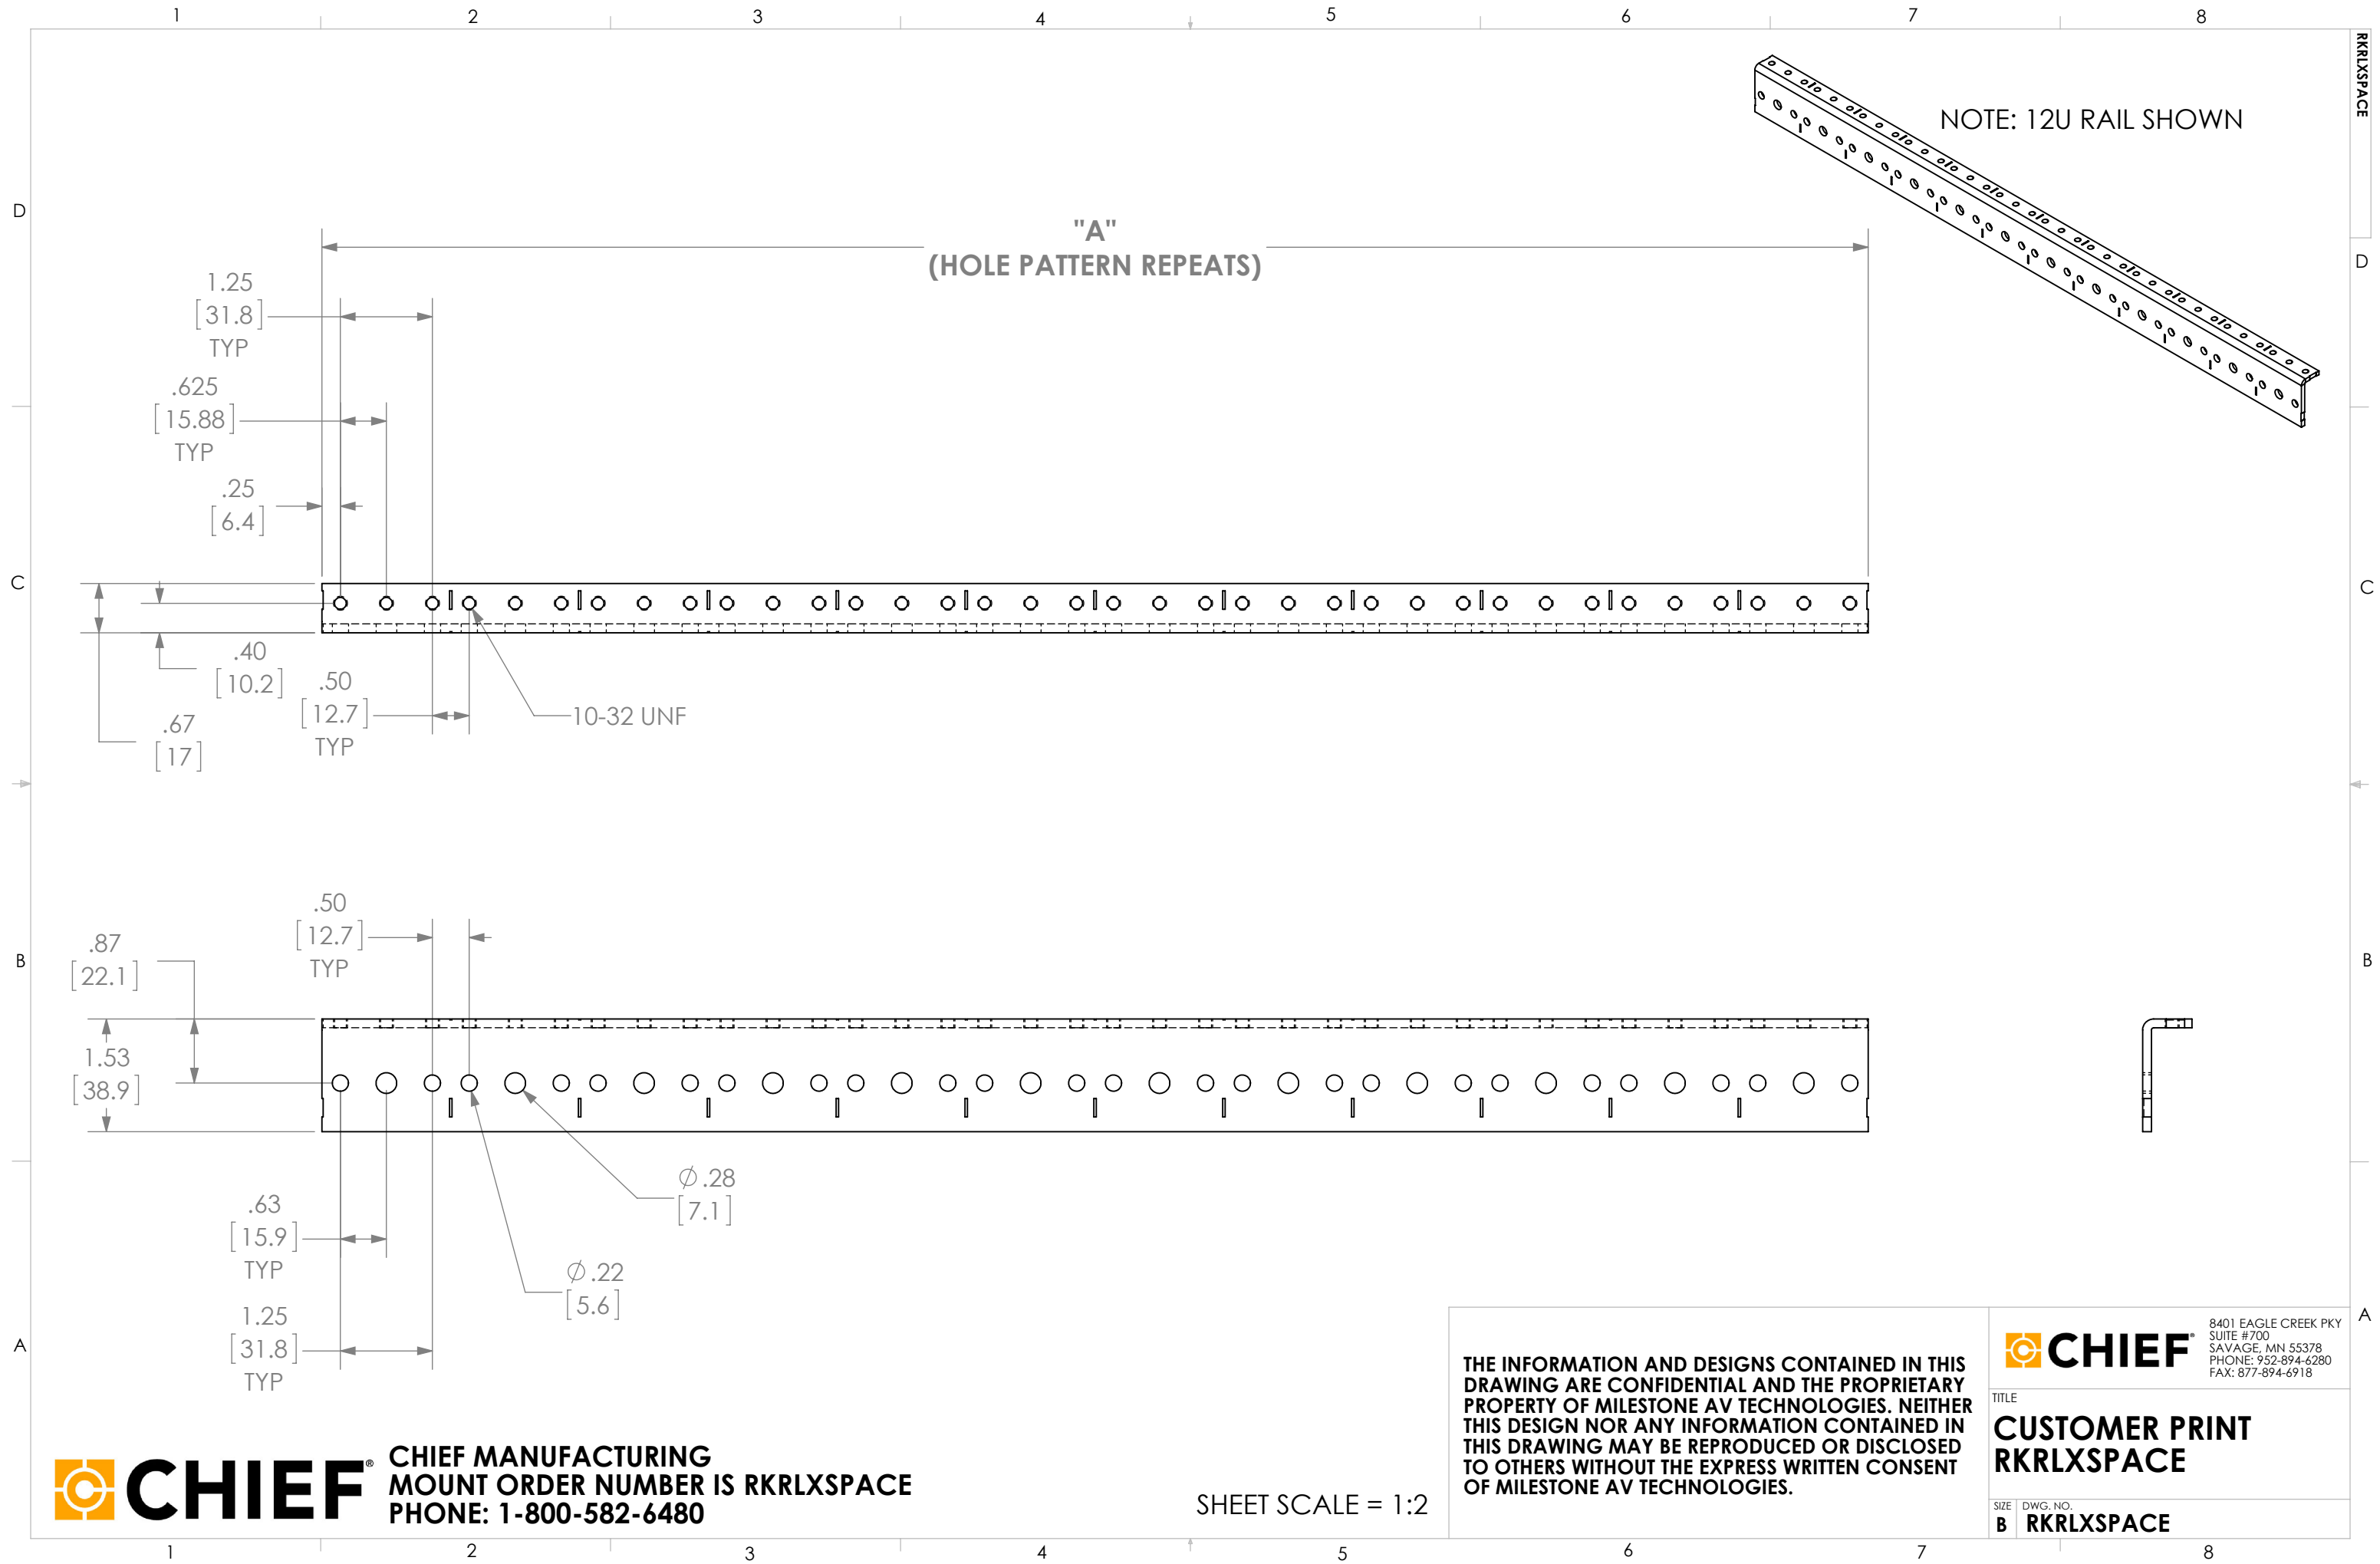 1 2 3 4 5 6 7 8
RKRLXSPACE
NOTE: 12U RAIL SHOWN
D
D
"A"
(HOLE PATTERN REPEATS)
1.25
[31.8]
TYP
.625
[15.88]
TYP
.25
[6.4]
C
C
.40
[10.2]
.50
[12.7]
TYP
10-32 UNF
.67
[17]
.50
[12.7]
TYP
.87
[22.1]
B
B
1.53
[38.9]
Ø.28
[7.1]
.63
[15.9]
TYP
Ø.22
[5.6]
1.25
[31.8]
TYP
A
A
CHIEF®
CHIEF MANUFACTURING
MOUNT ORDER NUMBER IS RKRLXSPACE
PHONE: 1-800-582-6480
SHEET SCALE = 1:2
THE INFORMATION AND DESIGNS CONTAINED IN THIS
DRAWING ARE CONFIDENTIAL AND THE PROPRIETARY
PROPERTY OF MILESTONE AV TECHNOLOGIES. NEITHER
THIS DESIGN NOR ANY INFORMATION CONTAINED IN
THIS DRAWING MAY BE REPRODUCED OR DISCLOSED
TO OTHERS WITHOUT THE EXPRESS WRITTEN CONSENT
OF MILESTONE AV TECHNOLOGIES.
CHIEF®
8401 EAGLE CREEK PKY
SUITE #700
SAVAGE, MN 55378
PHONE: 952-894-6280
FAX: 877-894-6918
TITLE
CUSTOMER PRINT
RKRLXSPACE
SIZE DWG. NO.
B RKRLXSPACE
1 2 3 4 5 6 7 8